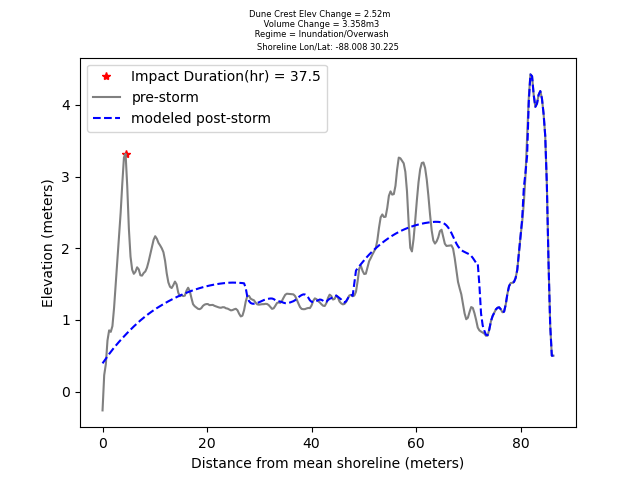 Dune Crest Elev Change = 2.52m
Volume Change = 3.358m3
Regime = Inundation/Overwash
Shoreline Lon/Lat: -88.008 30.225
Impact Duration(hr) = 37.5
pre-storm
modeled post-storm
Elevation (meters)
4
3
2
1
0
0 20 40 60 80
Distance from mean shoreline (meters)